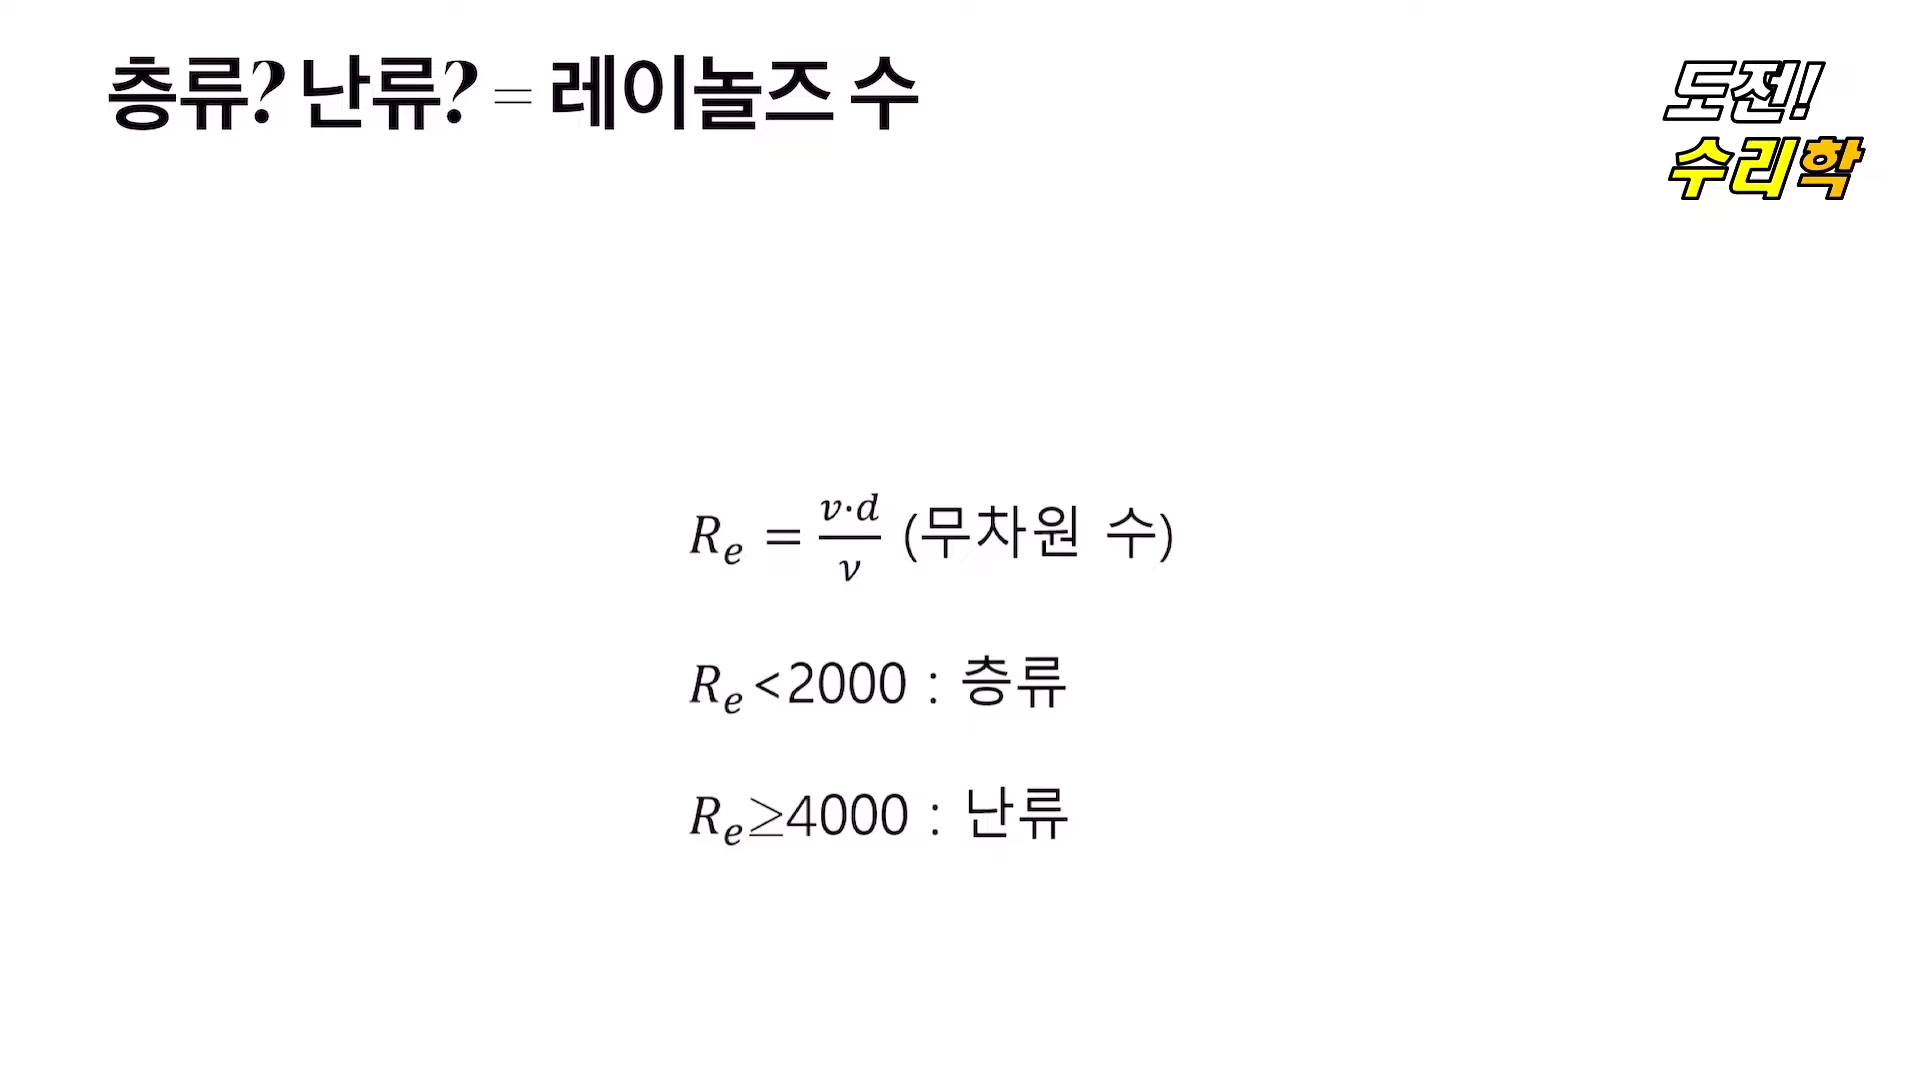 층류? 난류? = 레이놀즈 수
도전!
수리학
R_e = \frac{v·d}{ν} (무차원 수)
R_e<2000 : 층류
R_e≥4000 : 난류